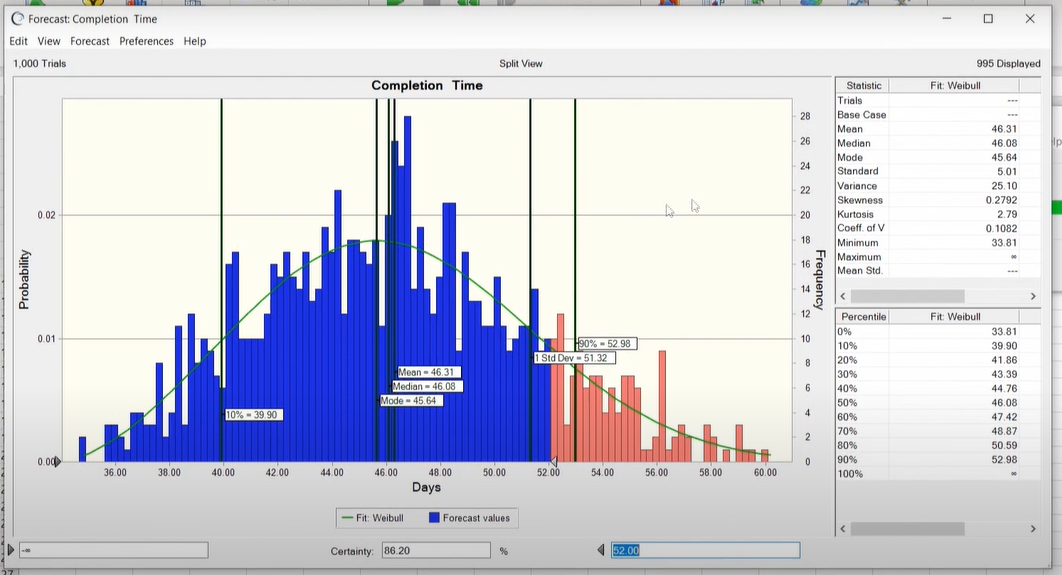 Forecast: Completion Time
Edit View Forecast Preferences Help
1,000 Trials
Split View
995 Displayed
Completion Time
Probability
0.02
0.01
0.00
28
26
24
22
20
18
16
14
12
10
8
6
4
2
0
Frequency
90% = 52.98
1 Std Dev = 51.32
Mean = 46.31
Median = 46.08
Mode = 45.64
10% = 39.90
36.00 38.00 40.00 42.00 44.00 46.00 48.00 50.00 52.00 54.00 56.00 58.00 60.00
Days
Fit: Weibull
Forecast values
Statistic Fit: Weibull
Trials ---
Base Case ---
Mean 46.31
Median 46.08
Mode 45.64
Standard 5.01
Variance 25.10
Skewness 0.2792
Kurtosis 2.79
Coeff. of V 0.1082
Minimum 33.81
Maximum ∞
Mean Std. ---
Percentile Fit: Weibull
0% 33.81
10% 39.90
20% 41.86
30% 43.39
40% 44.76
50% 46.08
60% 47.42
70% 48.87
80% 50.59
90% 52.98
100% ∞
-∞
Certainty: 86.20 %
52.00
27